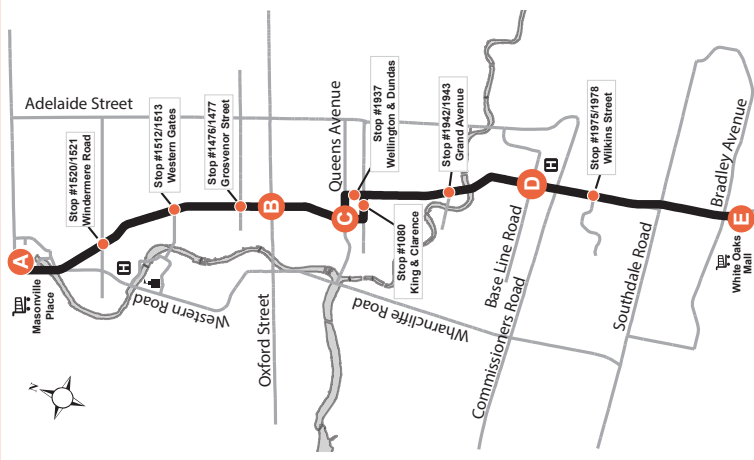 N
A
Masonville
Place
Adelaide Street
Stop #1520/1521
Windermere Road
Stop #1512/1513
Western Gates
H
Western Road
Stop #1476/1477
Grosvenor Street
B
Oxford Street
Queens Avenue
C
Stop #1937
Wellington & Dundas
Stop #1080
King & Clarence
Wharncliffe Road
Stop #1942/1943
Grand Avenue
D
H
Base Line Road
Commissioners Road
Stop #1975/1978
Wilkins Street
Southdale Road
Bradley Avenue
E
White Oaks
Mall